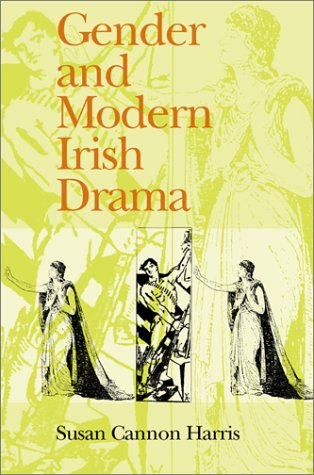 Gender
and
Modern
Irish
Drama
Susan Cannon Harris